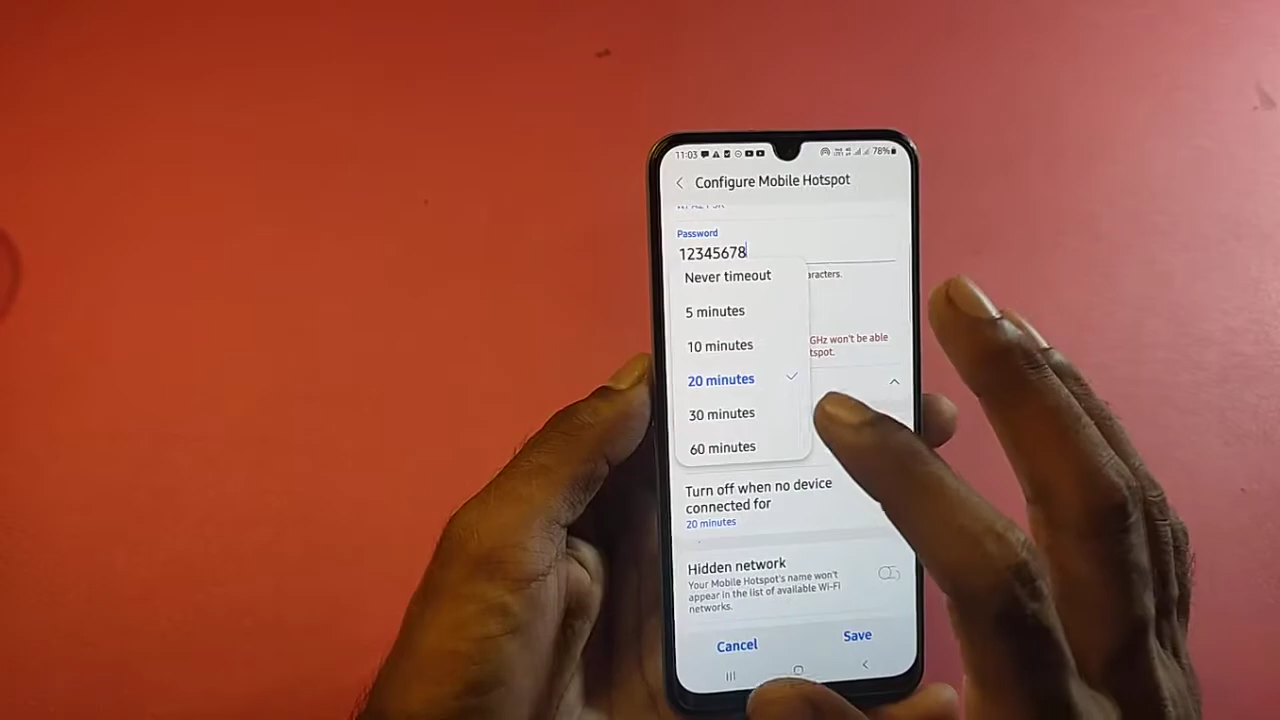 11:03
78%
Configure Mobile Hotspot
Password
12345678
Never timeout
aracters.
5 minutes
10 minutes
GHz won't be able
tspot.
20 minutes
30 minutes
60 minutes
Turn off when no device
connected for
20 minutes
Hidden network
Your Mobile Hotspot's name won't
appear in the list of available Wi-Fi
networks.
Cancel
Save